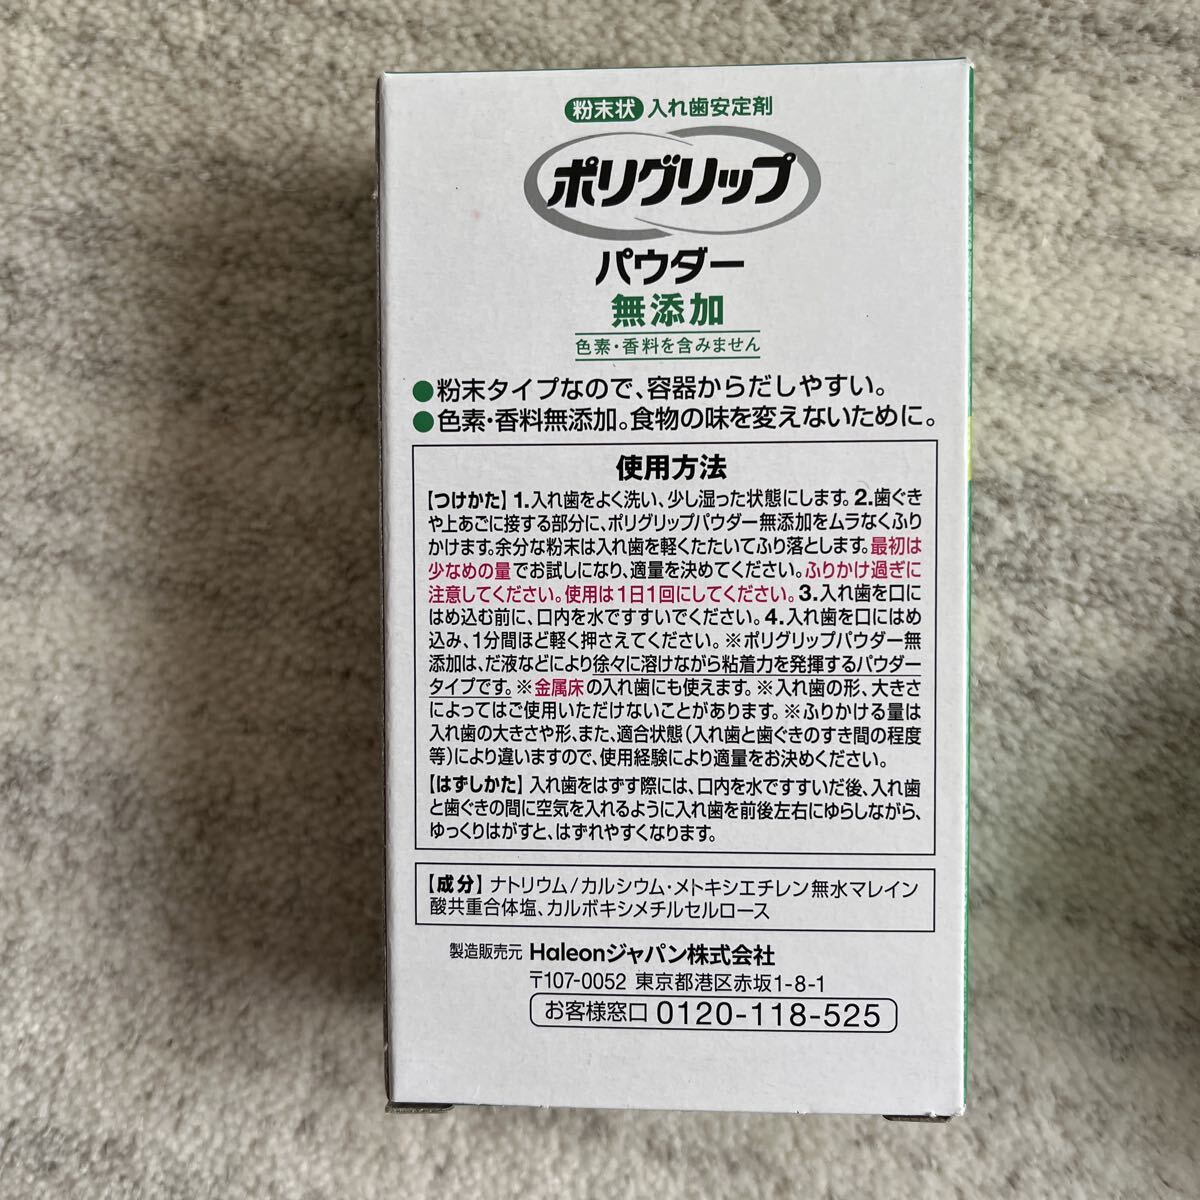 粉末状 入れ歯安定剤
ポリグリップ
パウダー
無添加
色素・香料を含みません
●粉末タイプなので、容器からだしやすい。
●色素・香料無添加。食物の味を変えないために。
使用方法
【つけかた】1.入れ歯をよく洗い、少し湿った状態にします。2.歯ぐき
や上あごに接する部分に、ポリグリップパウダー無添加をムラなくふり
かけます。余分な粉末は入れ歯を軽くたたいてふり落とします。最初は
少なめの量でお試しになり、適量を決めてください。ふりかけ過ぎに
注意してください。使用は1日1回にしてください。3.入れ歯を口に
はめ込む前に、口内を水ですすいでください。4.入れ歯を口にはめ
込み、1分間ほど軽く押さえてください。※ポリグリップパウダー無
添加は、だ液などにより徐々に溶けながら粘着力を発揮するパウダー
タイプです。※金属床の入れ歯にも使えます。※入れ歯の形、大きさ
によってはご使用いただけないことがあります。※ふりかける量は
入れ歯の大きさや形、また、適合状態(入れ歯と歯ぐきのすき間の程度
等)により違いますので、使用経験により適量をお決めください。
【はずしかた】入れ歯をはずす際には、口内を水ですすいだ後、入れ歯
と歯ぐきの間に空気を入れるように入れ歯を前後左右にゆらしながら、
ゆっくりはがすと、はずれやすくなります。
【成分】ナトリウム/カルシウム・メトキシエチレン無水マレイン
酸共重合体塩、カルボキシメチルセルロース
製造販売元 Haleonジャパン株式会社
〒107-0052 東京都港区赤坂1-8-1
お客様窓口 0120-118-525